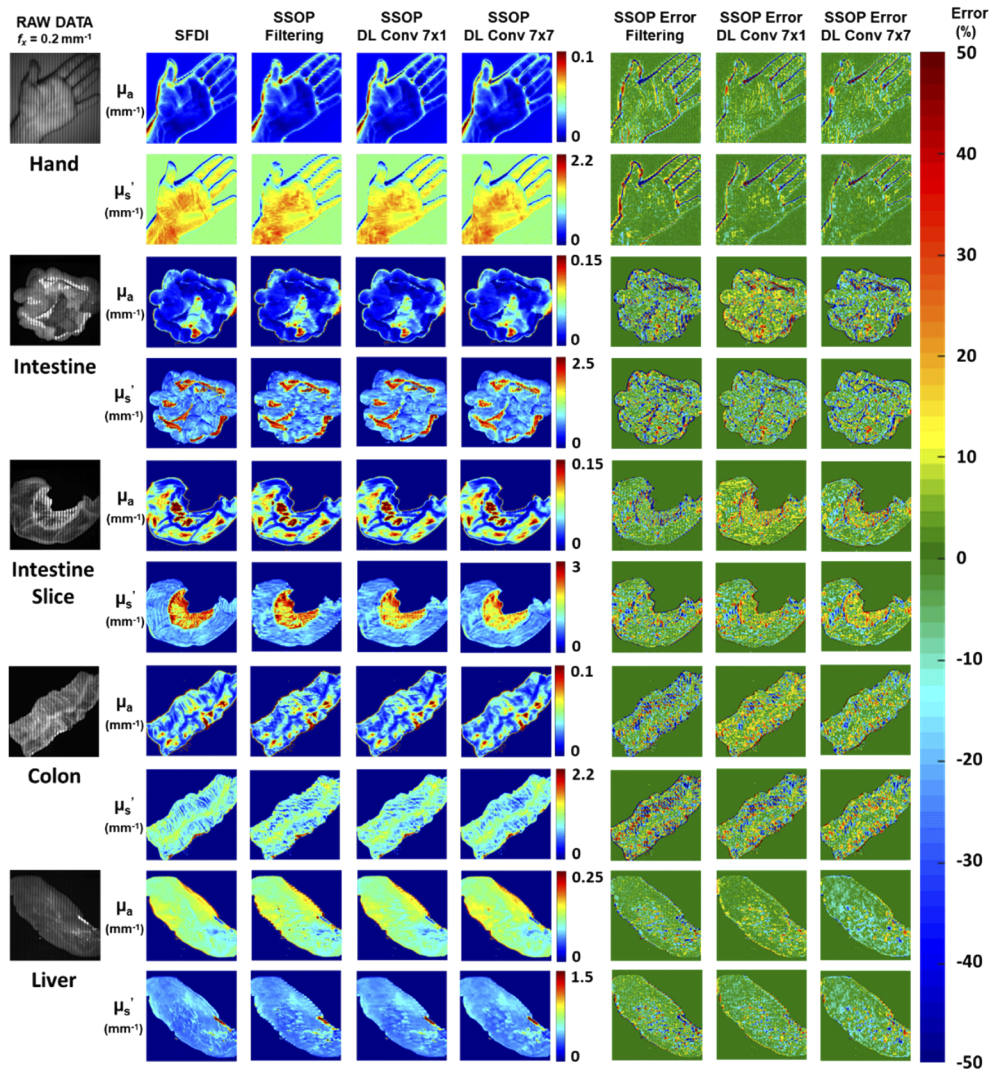 RAW DATA
fₓ = 0.2 mm⁻¹
SFDI
SSOP
Filtering
SSOP
DL Conv 7x1
SSOP
DL Conv 7x7
SSOP Error
Filtering
SSOP Error
DL Conv 7x1
SSOP Error
DL Conv 7x7
Error
(%)
Hand
μa
(mm⁻¹)
0.1
0
μs'
(mm⁻¹)
2.2
0
Intestine
μa
(mm⁻¹)
0.15
0
μs'
(mm⁻¹)
2.5
0
Intestine
Slice
μa
(mm⁻¹)
0.15
0
μs'
(mm⁻¹)
3
0
Colon
μa
(mm⁻¹)
0.1
0
μs'
(mm⁻¹)
2.2
0
Liver
μa
(mm⁻¹)
0.25
0
μs'
(mm⁻¹)
1.5
0
50
40
30
20
10
0
-10
-20
-30
-40
-50